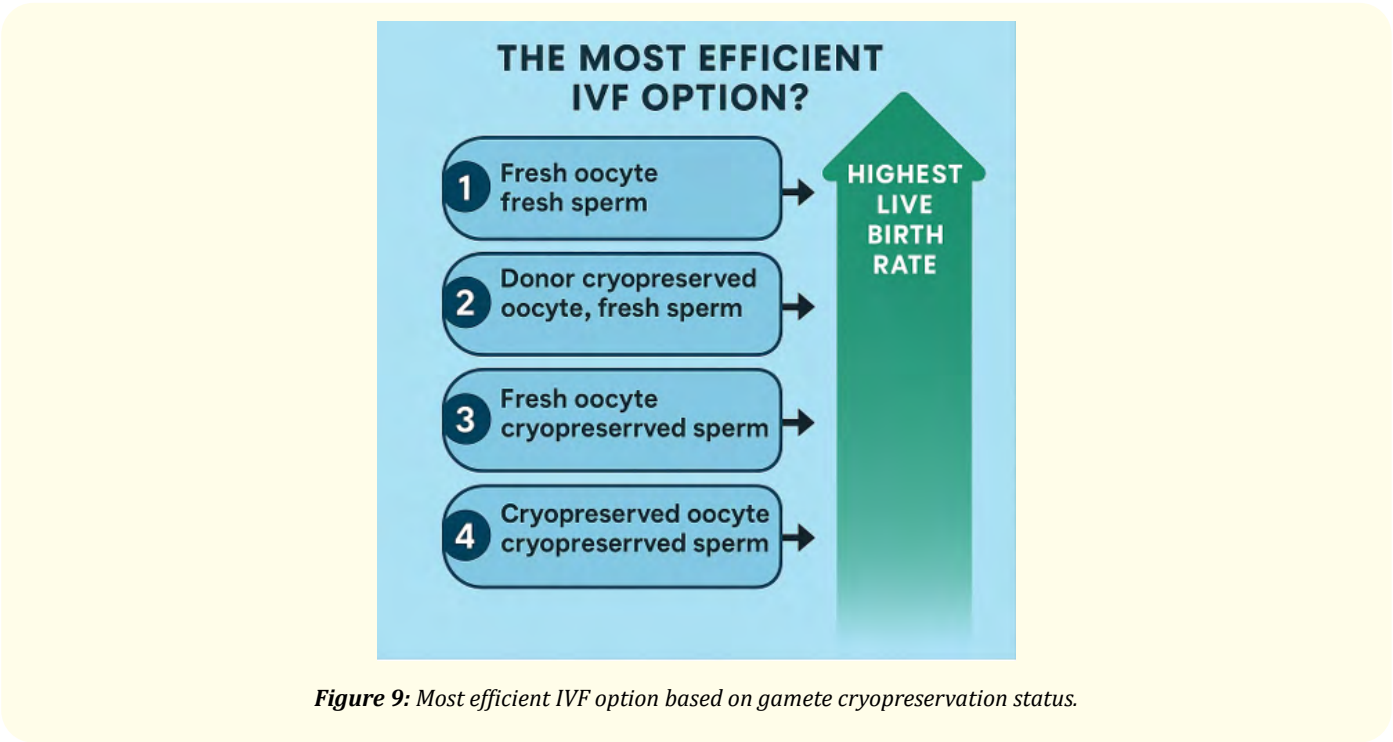 THE MOST EFFICIENT
IVF OPTION?
1
Fresh oocyte
fresh sperm
2
Donor cryopreserved
oocyte, fresh sperm
3
Fresh oocyte
cryopreserrved sperm
4
Cryopreserved oocyte
cryopreserrved sperm
HIGHEST
LIVE
BIRTH
RATE
Figure 9: Most efficient IVF option based on gamete cryopreservation status.